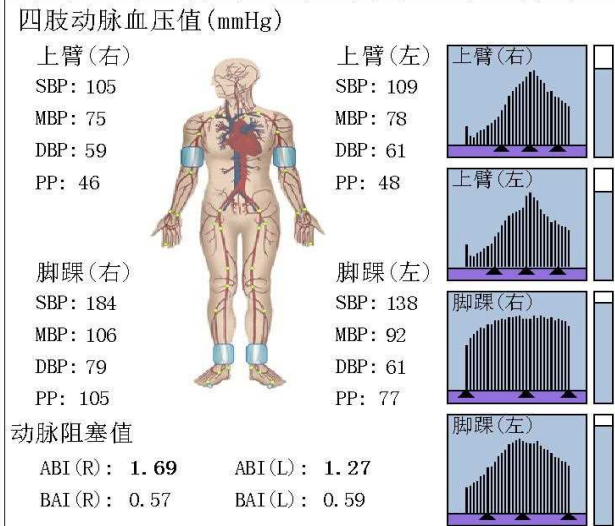 四肢动脉血压值(mmHg)
上臂(右)
SBP: 105
MBP: 75
DBP: 59
PP: 46
上臂(左)
SBP: 109
MBP: 78
DBP: 61
PP: 48
脚踝(右)
SBP: 184
MBP: 106
DBP: 79
PP: 105
脚踝(左)
SBP: 138
MBP: 92
DBP: 61
PP: 77
上臂(右)
上臂(左)
脚踝(右)
脚踝(左)
动脉阻塞值
ABI(R): 1.69 ABI(L): 1.27
BAI(R): 0.57 BAI(L): 0.59